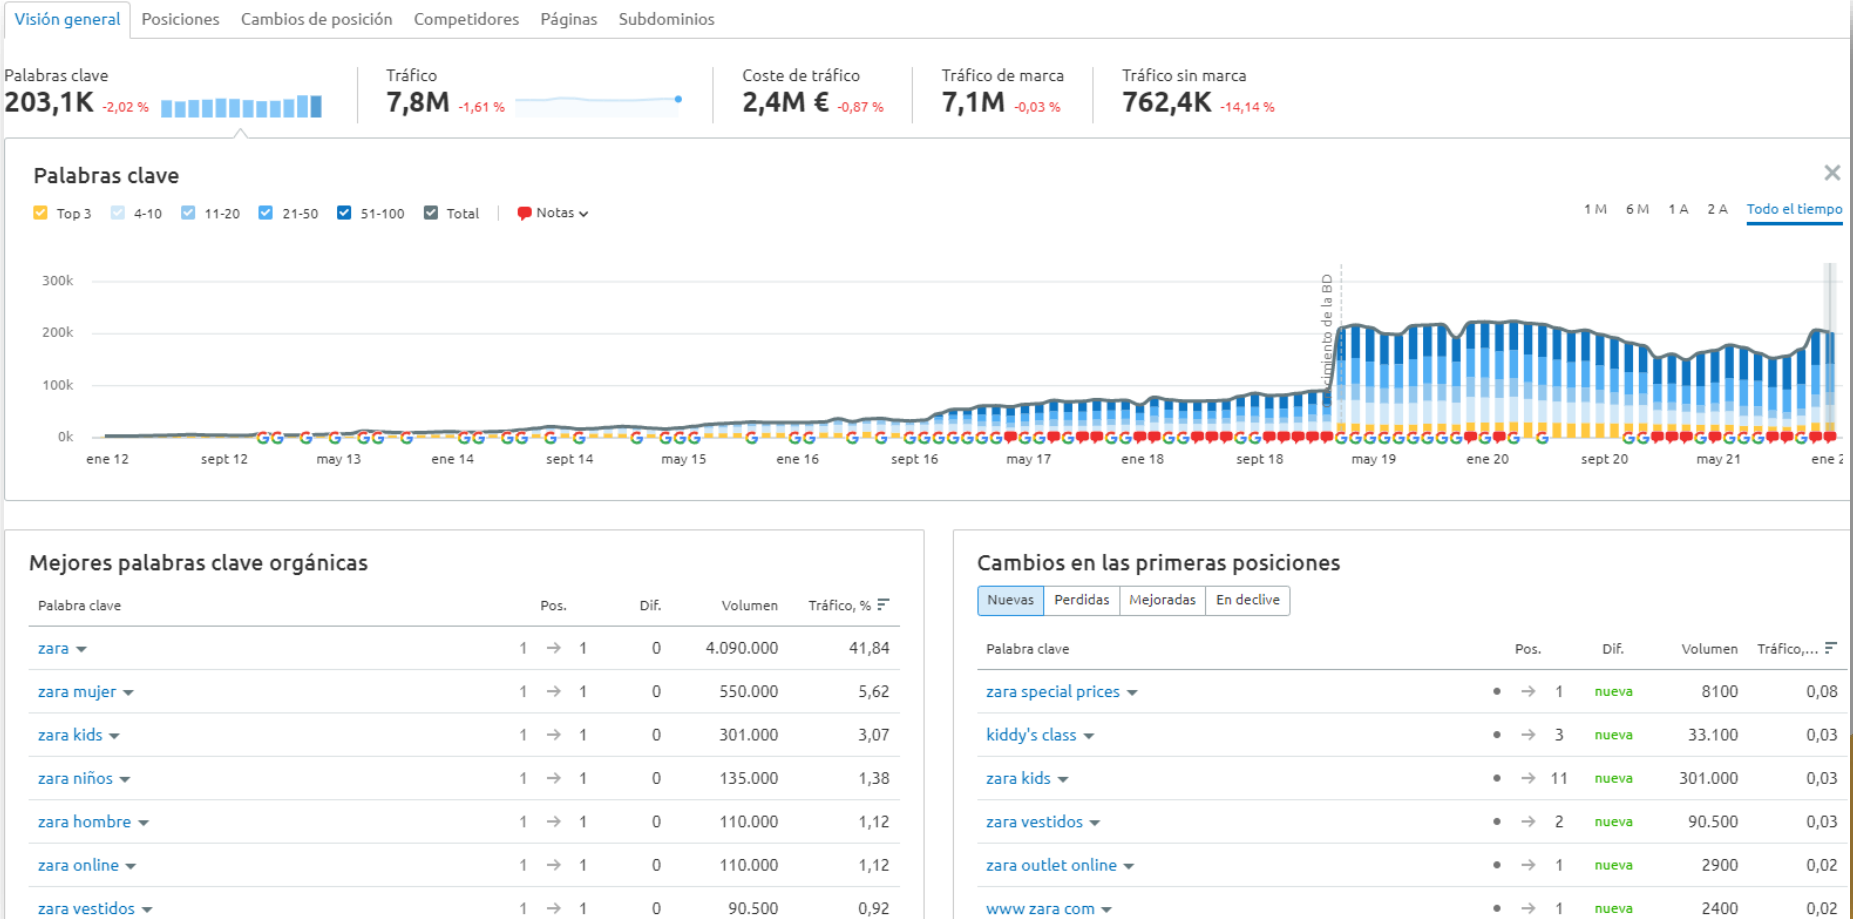 Visión general Posiciones Cambios de posición Competidores Páginas Subdominios
Palabras clave Tráfico Coste de tráfico Tráfico de marca Tráfico sin marca
203,1K -2,02 % 7,8M -1,61 % 2,4M € -0,87 % 7,1M -0,03 % 762,4K -14,14 %
Palabras clave
Top 3 4-10 11-20 21-50 51-100 Total Notas
1 M 6 M 1 A 2 A Todo el tiempo
300k
200k
100k
0k
cimiento de la BD
ene 12 sept 12 may 13 ene 14 sept 14 may 15 ene 16 sept 16 may 17 ene 18 sept 18 may 19 ene 20 sept 20 may 21 ene 2
Mejores palabras clave orgánicas
Palabra clave Pos. Dif. Volumen Tráfico, %
zara 1 → 1 0 4.090.000 41,84
zara mujer 1 → 1 0 550.000 5,62
zara kids 1 → 1 0 301.000 3,07
zara niños 1 → 1 0 135.000 1,38
zara hombre 1 → 1 0 110.000 1,12
zara online 1 → 1 0 110.000 1,12
zara vestidos 1 → 1 0 90.500 0,92
Cambios en las primeras posiciones
Nuevas Perdidas Mejoradas En declive
Palabra clave Pos. Dif. Volumen Tráfico,...
zara special prices • → 1 nueva 8100 0,08
kiddy's class • → 3 nueva 33.100 0,03
zara kids • → 11 nueva 301.000 0,03
zara vestidos • → 2 nueva 90.500 0,03
zara outlet online • → 1 nueva 2900 0,02
www zara com • → 1 nueva 2400 0,02